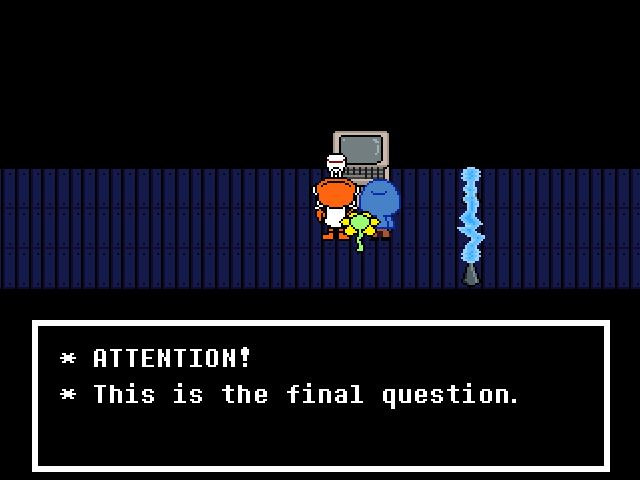 * ATTENTION!
* This is the final question.